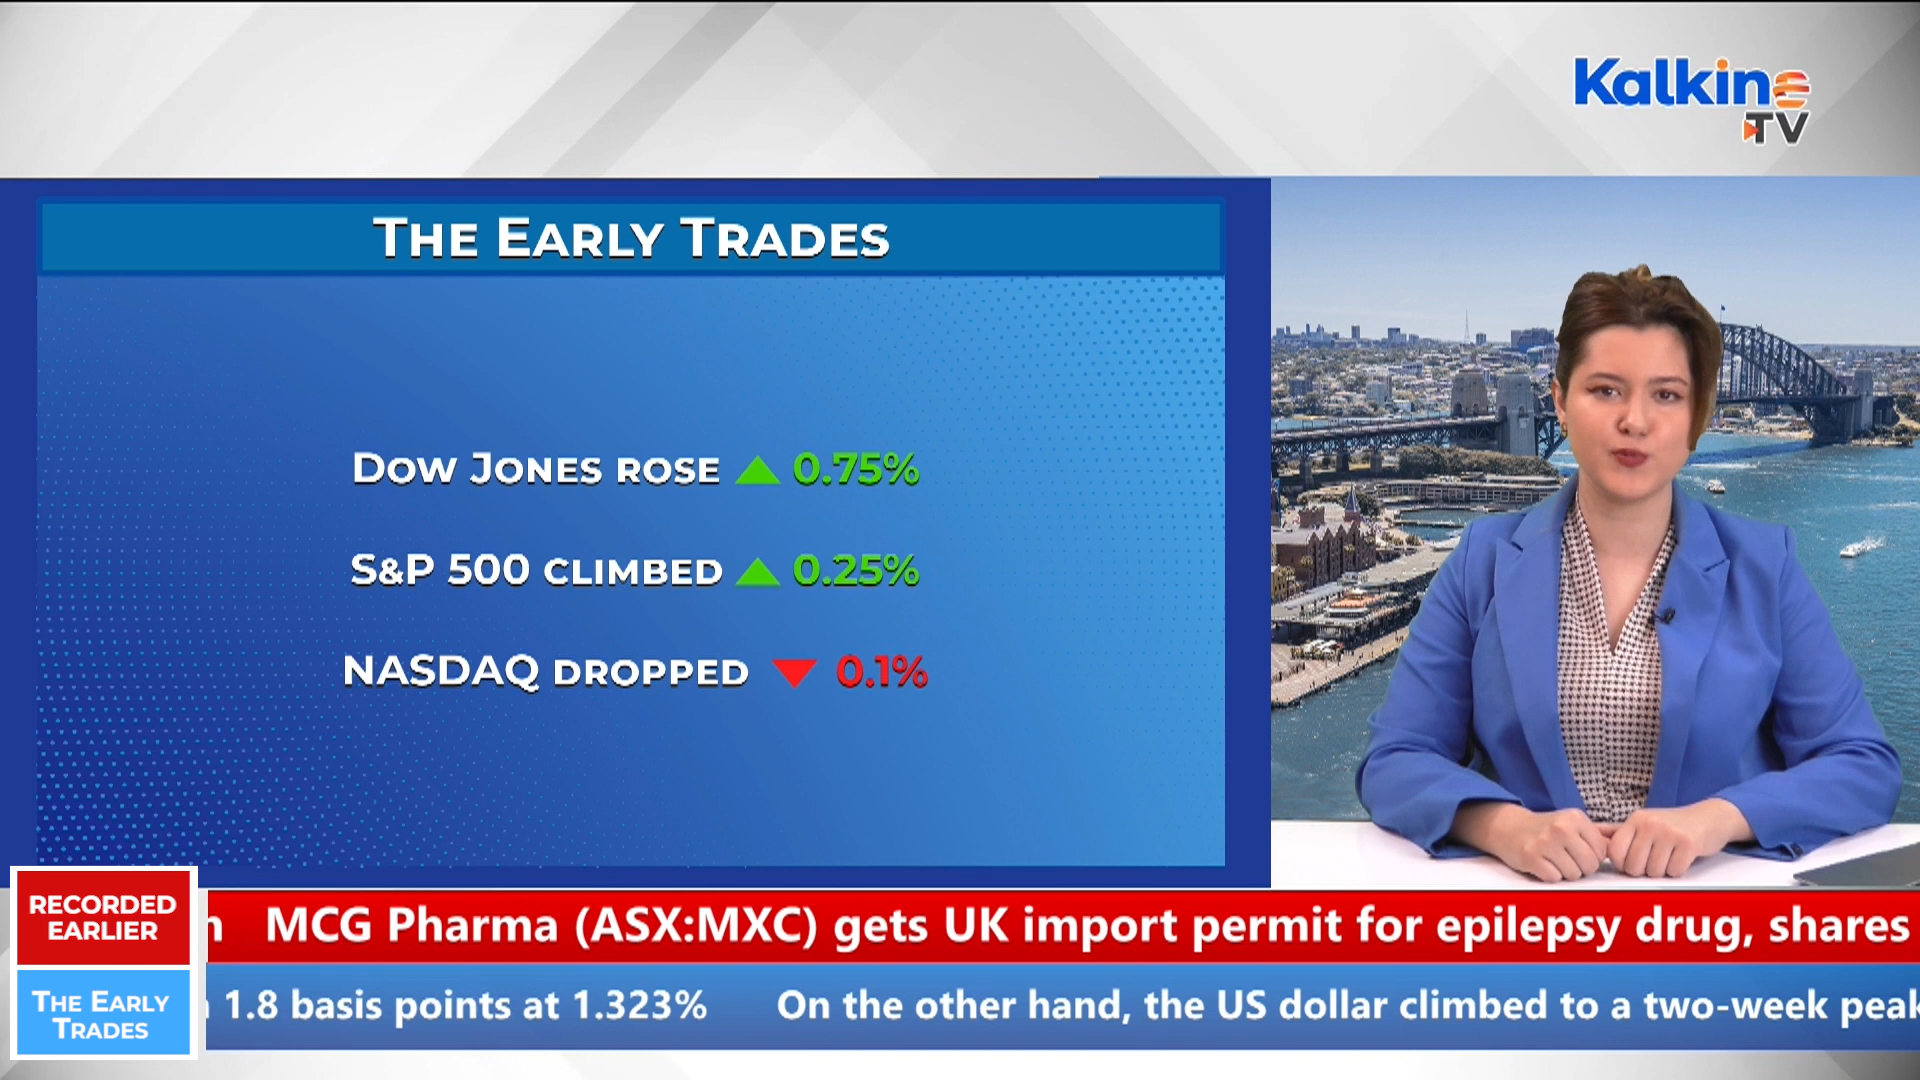 Kalkine
TV
THE EARLY TRADES
DOW JONES ROSE ▲ 0.75%
S&P 500 CLIMBED ▲ 0.25%
NASDAQ DROPPED ▼ 0.1%
RECORDED
EARLIER
MCG Pharma (ASX:MXC) gets UK import permit for epilepsy drug, shares
THE EARLY
TRADES
1.8 basis points at 1.323% On the other hand, the US dollar climbed to a two-week peak